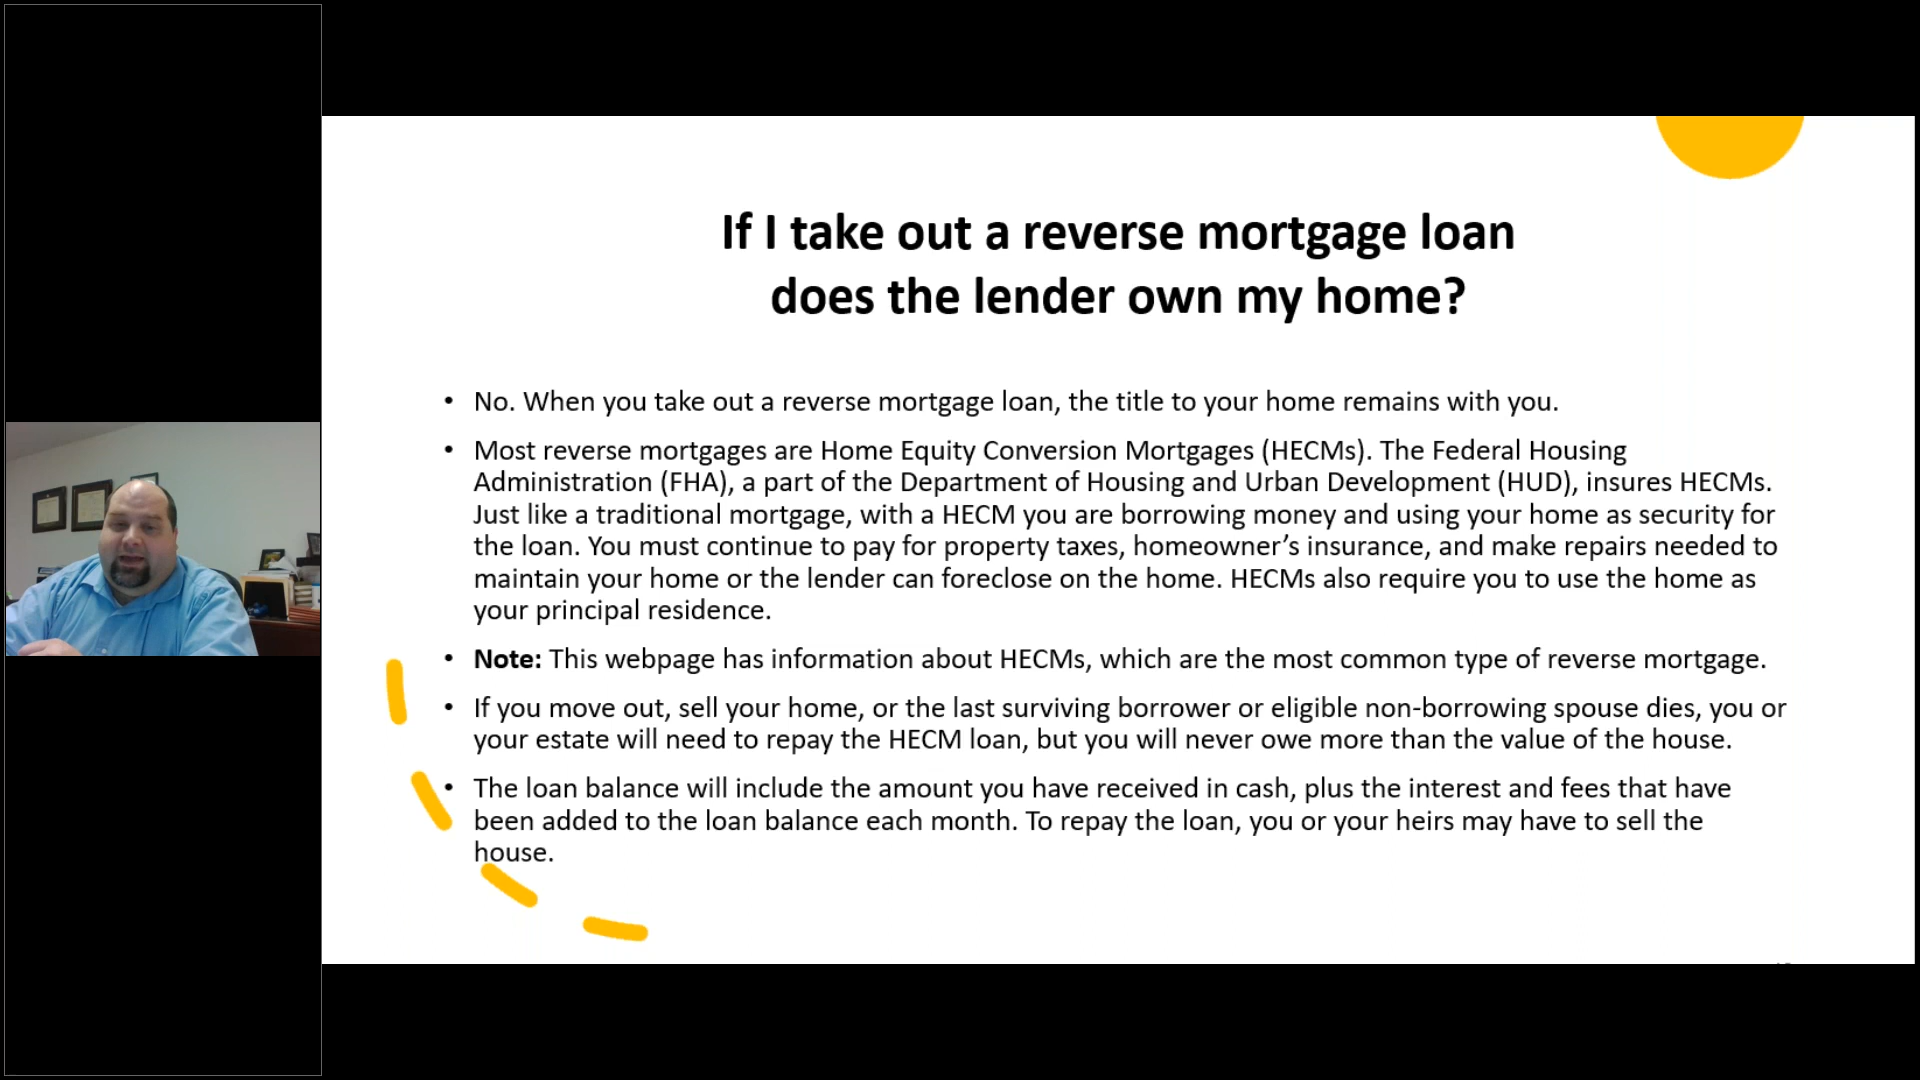 If I take out a reverse mortgage loan
does the lender own my home?
• No. When you take out a reverse mortgage loan, the title to your home remains with you.
• Most reverse mortgages are Home Equity Conversion Mortgages (HECMs). The Federal Housing
Administration (FHA), a part of the Department of Housing and Urban Development (HUD), insures HECMs.
Just like a traditional mortgage, with a HECM you are borrowing money and using your home as security for
the loan. You must continue to pay for property taxes, homeowner’s insurance, and make repairs needed to
maintain your home or the lender can foreclose on the home. HECMs also require you to use the home as
your principal residence.
• Note: This webpage has information about HECMs, which are the most common type of reverse mortgage.
• If you move out, sell your home, or the last surviving borrower or eligible non-borrowing spouse dies, you or
your estate will need to repay the HECM loan, but you will never owe more than the value of the house.
• The loan balance will include the amount you have received in cash, plus the interest and fees that have
been added to the loan balance each month. To repay the loan, you or your heirs may have to sell the
house.